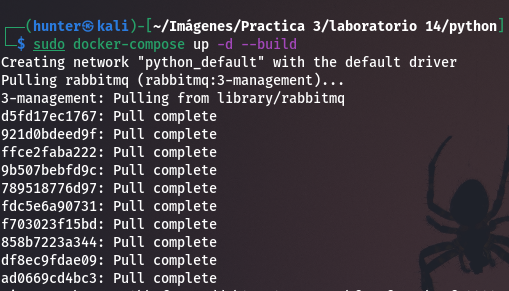 (hunter㉿kali)-[~/Imágenes/Practica 3/laboratorio 14/python]
$ sudo docker-compose up -d --build
Creating network "python_default" with the default driver
Pulling rabbitmq (rabbitmq:3-management)...
3-management: Pulling from library/rabbitmq
d5fd17ec1767: Pull complete
921d0bdeed9f: Pull complete
ffce2faba222: Pull complete
9b507bebfd9c: Pull complete
789518776d97: Pull complete
fdc5e6a90731: Pull complete
f703023f15bd: Pull complete
858b7223a344: Pull complete
df8ec9fdae09: Pull complete
ad0669cd4bc3: Pull complete